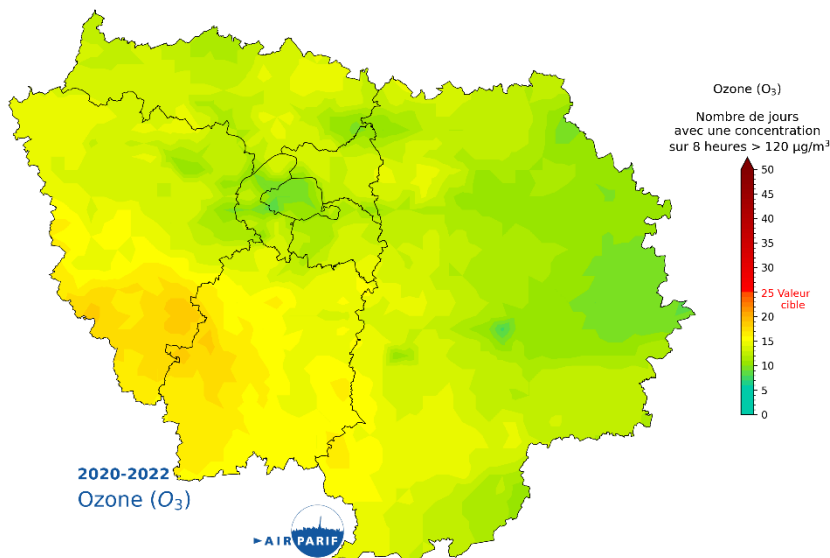 Ozone (O₃)
Nombre de jours
avec une concentration
sur 8 heures > 120 µg/m³
50
45
40
35
30
25 Valeur
cible
20
15
10
5
0
2020-2022
Ozone (O₃)
AIRPARIF